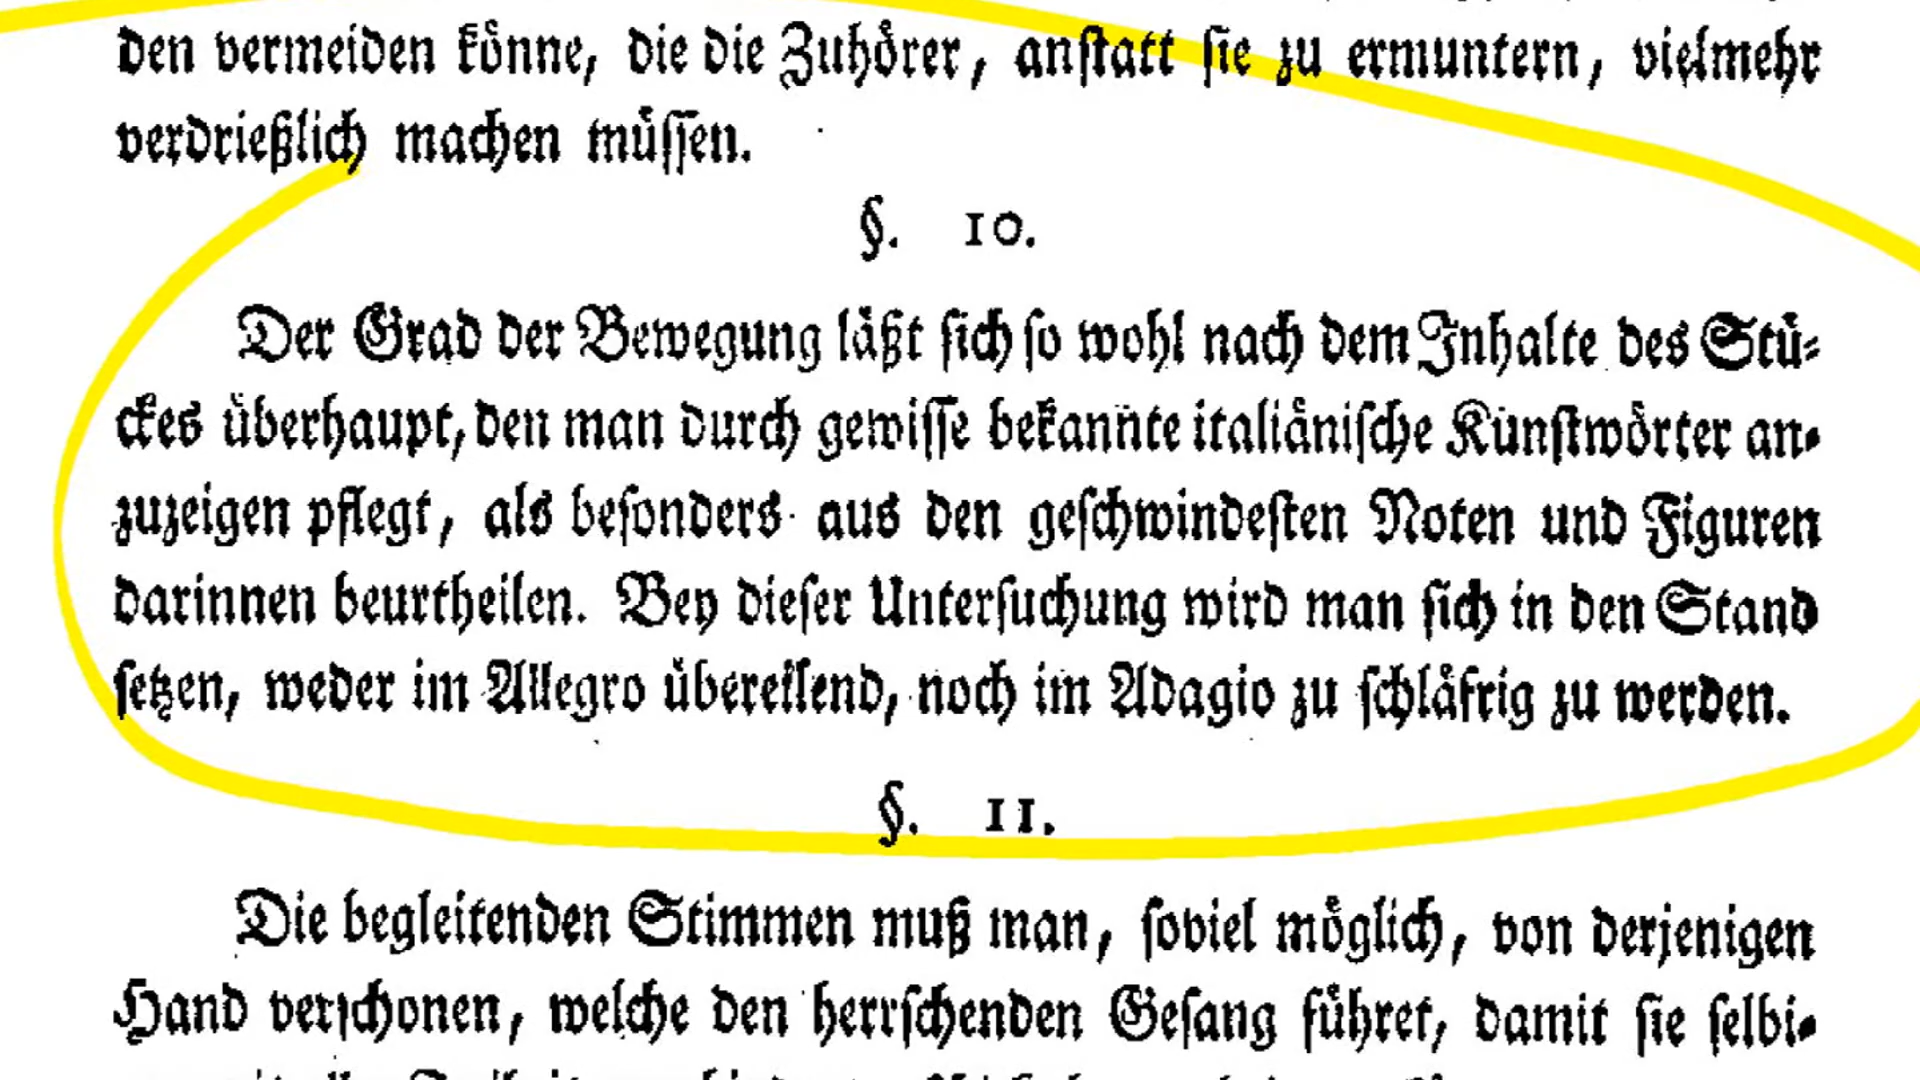 den vermeiden könne, die die Zuhörer, anstatt sie zu ermuntern, vielmehr
verdrießlich machen müssen.
§. 10.
Der Grad der Bewegung läßt sich so wohl nach dem Inhalte des Stü-
ckes überhaupt, den man durch gewisse bekannte italiänische Kunstwörter an-
zuzeigen pflegt, als besonders aus den geschwindesten Noten und Figuren
darinnen beurtheilen. Bey dieser Untersuchung wird man sich in den Stand
setzen, weder im Allegro übereilend, noch im Adagio zu schläfrig zu werden.
§. 11.
Die begleitenden Stimmen muß man, soviel möglich, von derjenigen
Hand verschonen, welche den herrschenden Gesang führet, damit sie selbi-